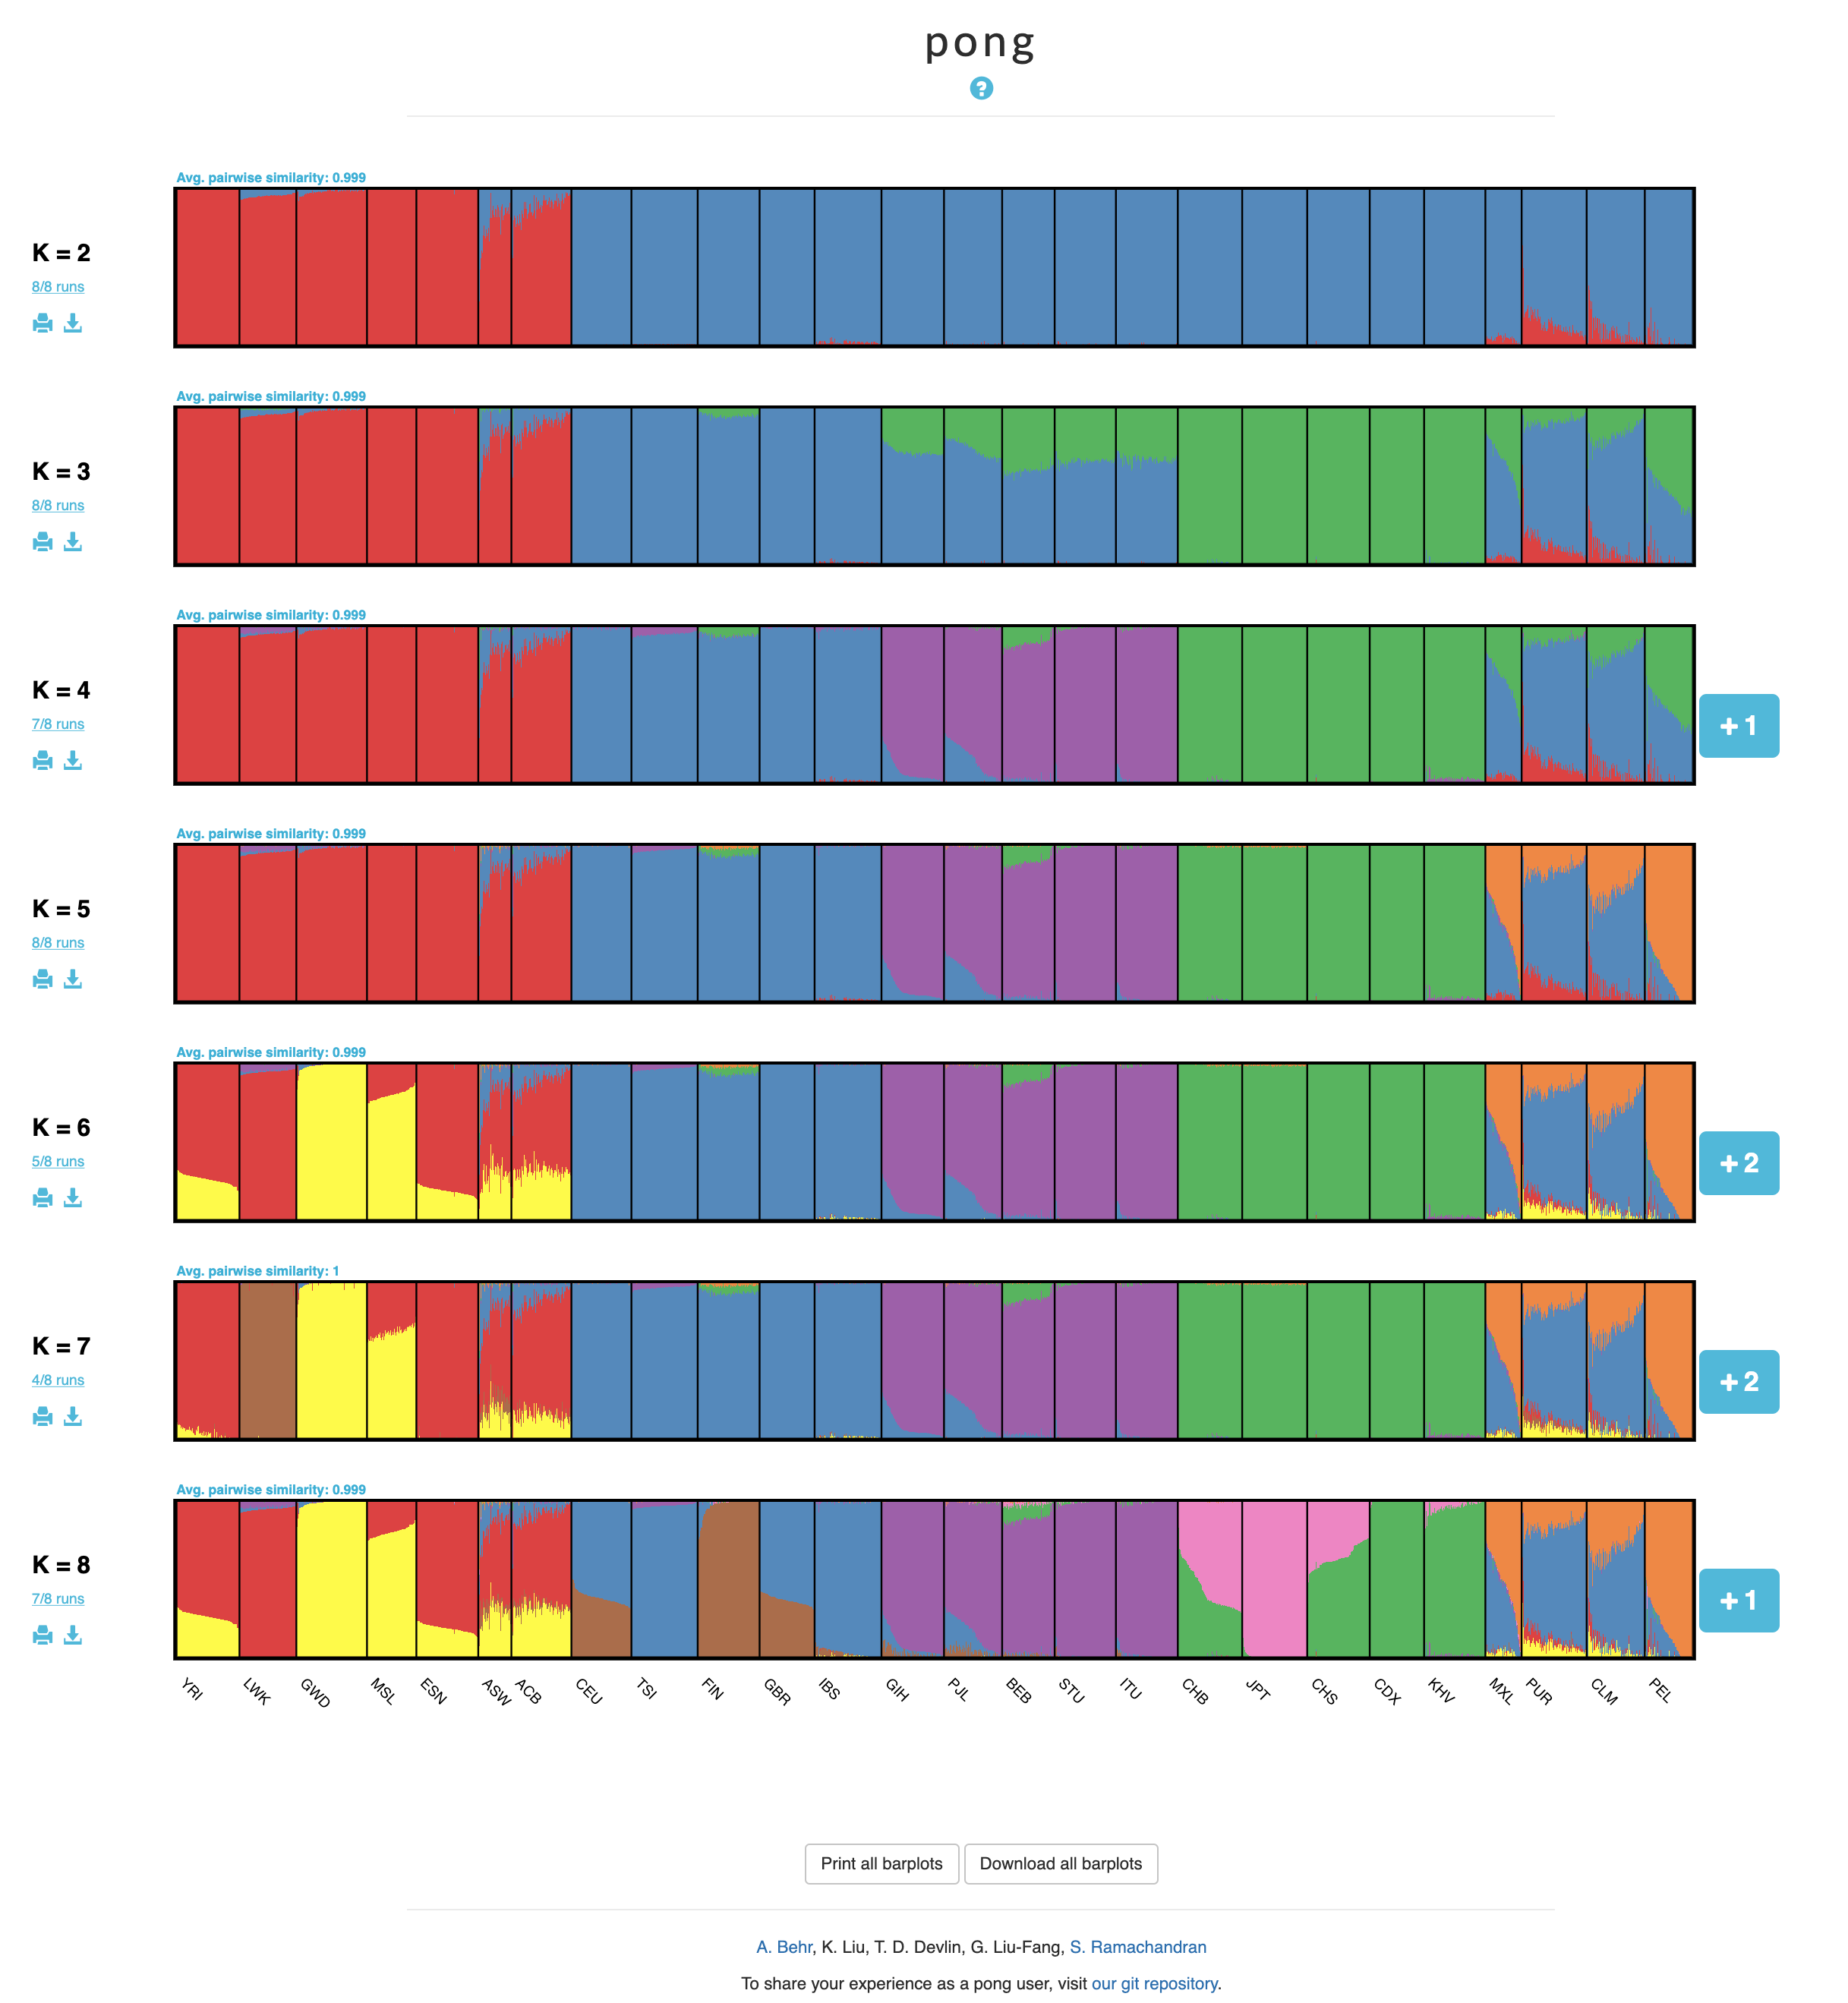 pong
?
Avg. pairwise similarity: 0.999
K = 2
8/8 runs
Avg. pairwise similarity: 0.999
K = 3
8/8 runs
Avg. pairwise similarity: 0.999
K = 4
7/8 runs
+1
Avg. pairwise similarity: 0.999
K = 5
8/8 runs
Avg. pairwise similarity: 0.999
K = 6
5/8 runs
+2
Avg. pairwise similarity: 1
K = 7
4/8 runs
+2
Avg. pairwise similarity: 0.999
K = 8
7/8 runs
+1
YRI LWK GWD MSL ESN ASW ACB CEU TSI FIN GBR IBS GIH PJL BEB STU ITU CHB JPT CHS CDX KHV MXL PUR CLM PEL
Print all barplots Download all barplots
A. Behr, K. Liu, T. D. Devlin, G. Liu-Fang, S. Ramachandran
To share your experience as a pong user, visit our git repository.